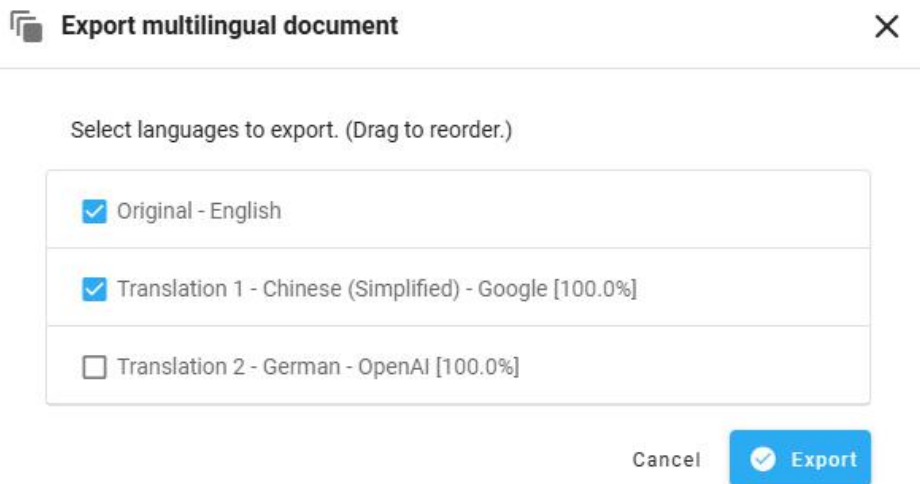 Export multilingual document
Select languages to export. (Drag to reorder.)
Original - English
Translation 1 - Chinese (Simplified) - Google [100.0%]
Translation 2 - German - OpenAI [100.0%]
Cancel Export